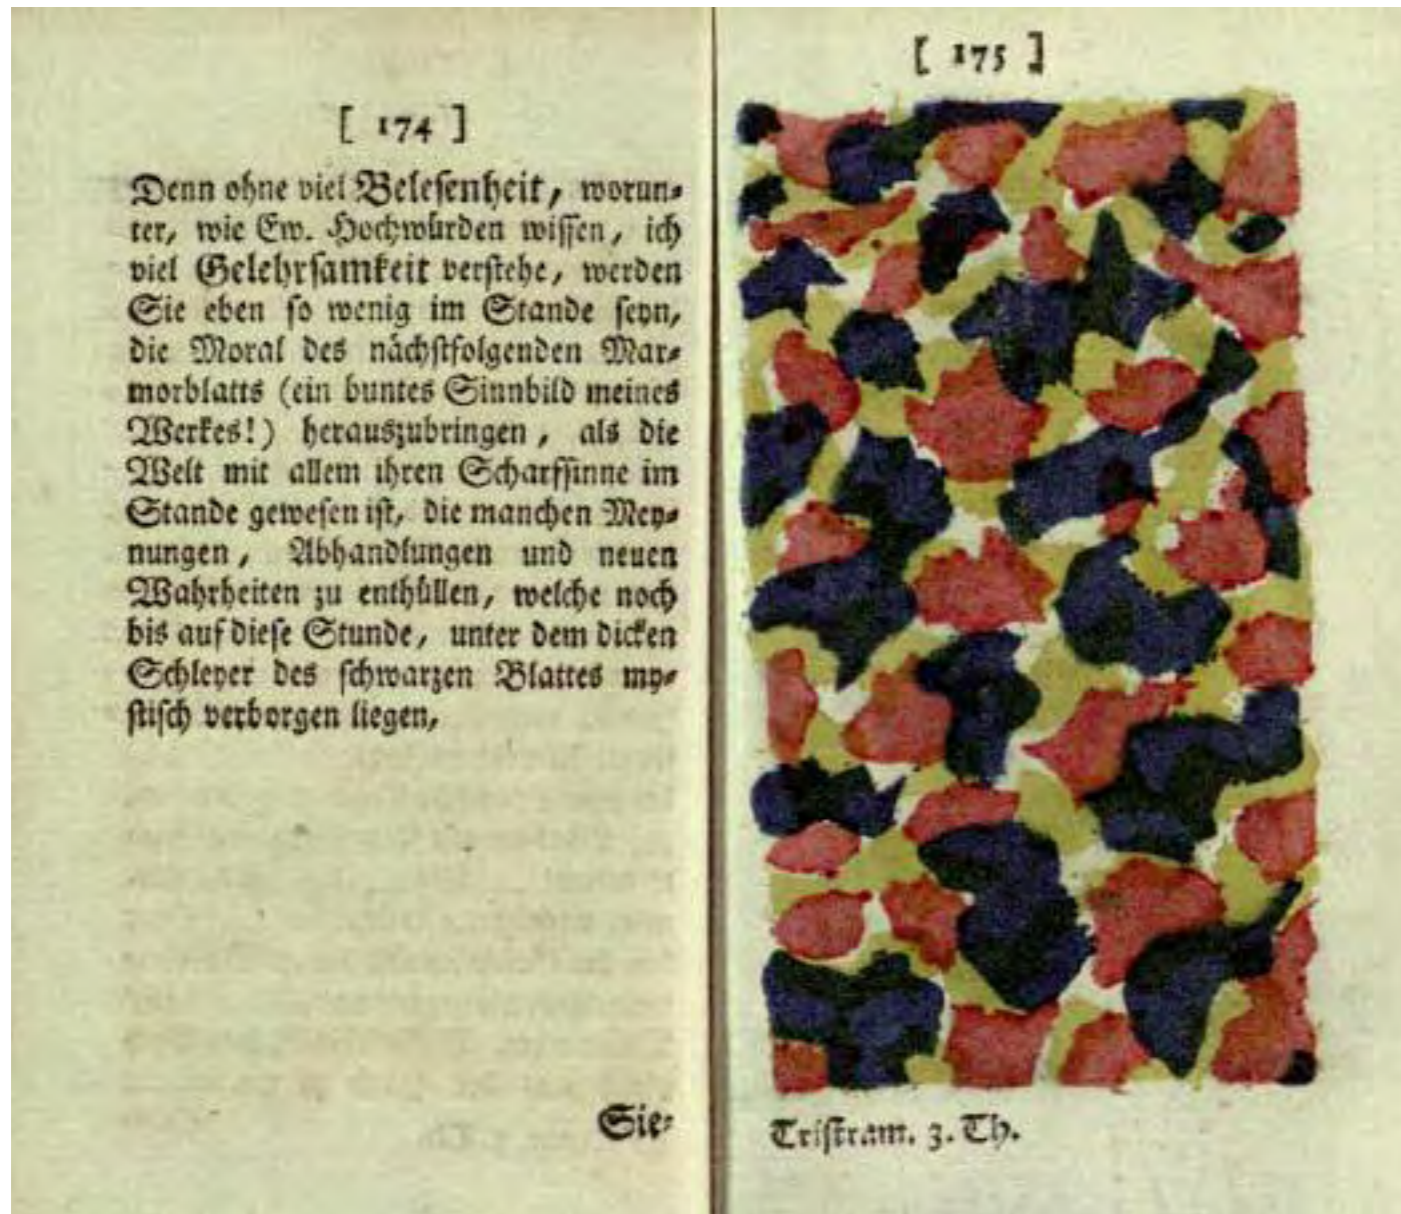 [ 174 ]
Denn ohne viel Belesenheit, worun⸗
ter, wie Ew. Hochwürden wissen, ich
viel Gelehrsamkeit verstehe, werden
Sie eben so wenig im Stande seyn,
die Moral des nächstfolgenden Mar⸗
morblatts (ein buntes Sinnbild meines
Werkes!) herauszubringen, als die
Welt mit allem ihren Scharfsinne im
Stande gewesen ist, die manchen Mey⸗
nungen, Abhandlungen und neuen
Wahrheiten zu enthüllen, welche noch
bis auf diese Stunde, unter dem dicken
Schleyer des schwarzen Blattes my⸗
stisch verborgen liegen,
Sie⸗
[ 175 ]
Tristram. 3. Th.